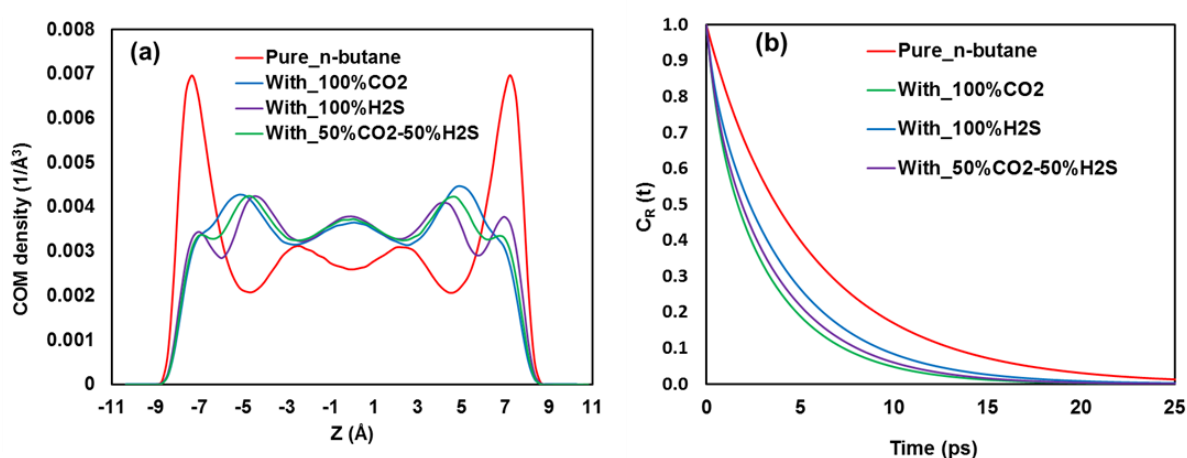 (a)
Pure_n-butane
With_100%CO2
With_100%H2S
With_50%CO2-50%H2S
COM density (1/Å³)
0.008
0.007
0.006
0.005
0.004
0.003
0.002
0.001
0
-11 -9 -7 -5 -3 -1 1 3 5 7 9 11
Z (Å)
(b)
Pure_n-butane
With_100%CO2
With_100%H2S
With_50%CO2-50%H2S
C_R (t)
1.0
0.9
0.8
0.7
0.6
0.5
0.4
0.3
0.2
0.1
0.0
0 5 10 15 20 25
Time (ps)